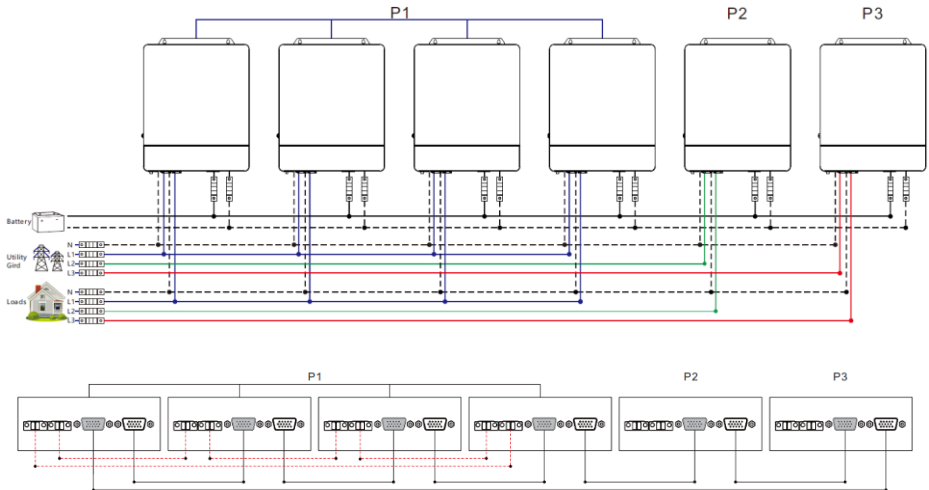 P1 P2 P3
Battery
N
Utility L1
Gird L2
L3
N
Loads L1
L2
L3
P1 P2 P3